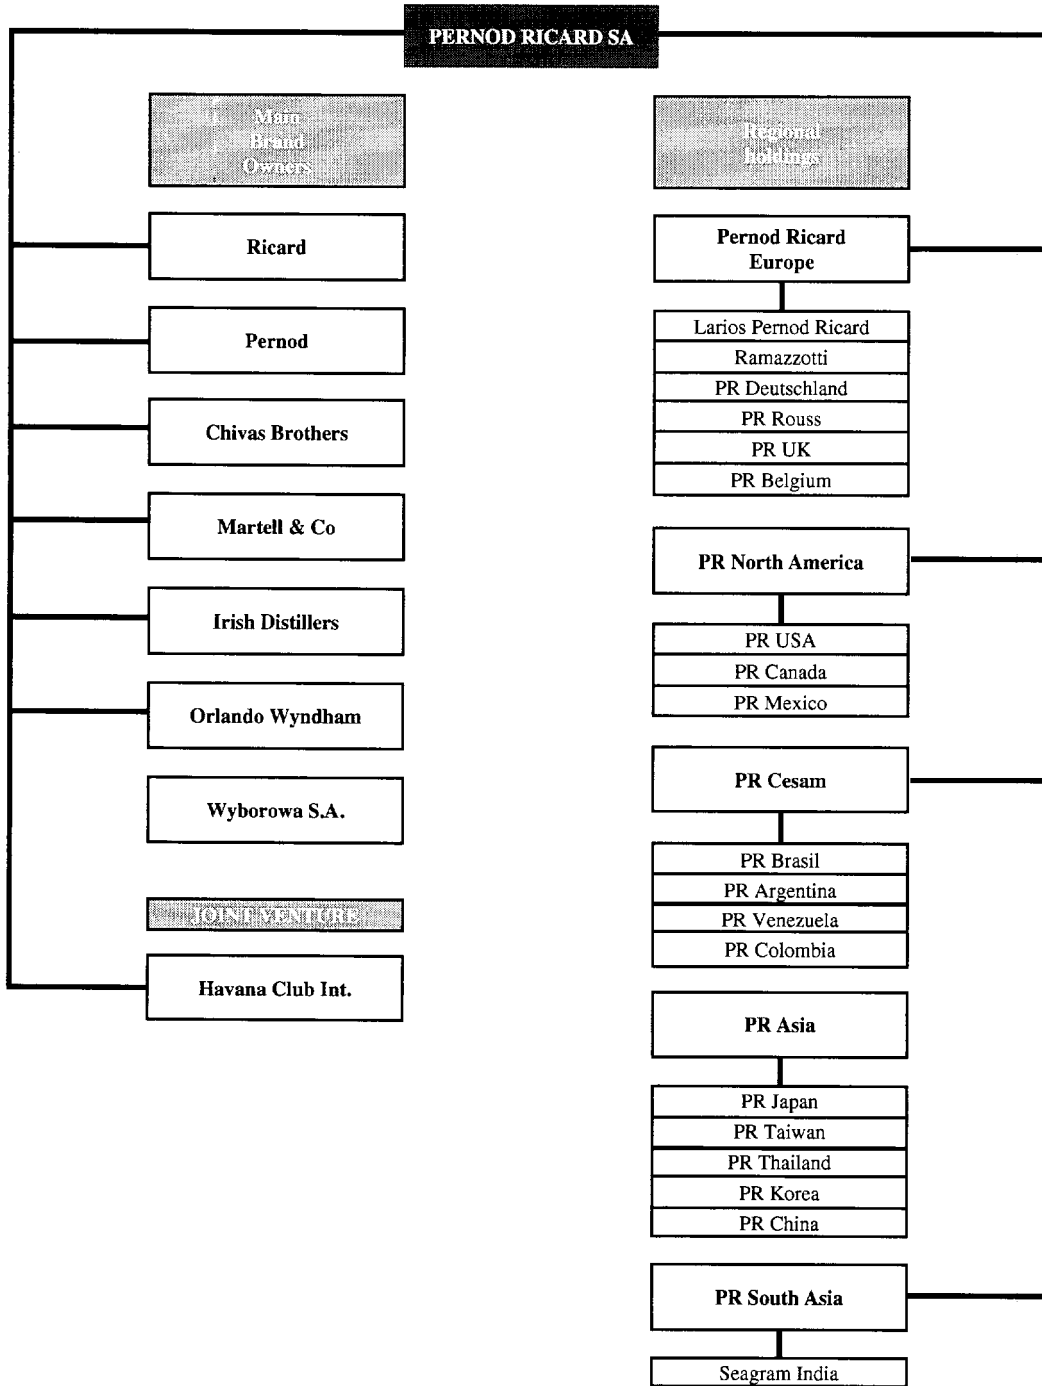 PERNOD RICARD SA
Main
Brand
Owners
Ricard
Pernod
Chivas Brothers
Martell & Co
Irish Distillers
Orlando Wyndham
Wyborowa S.A.
JOINT VENTURE
Havana Club Int.
Regional
holdings
Pernod Ricard
Europe
Larios Pernod Ricard
Ramazzotti
PR Deutschland
PR Rouss
PR UK
PR Belgium
PR North America
PR USA
PR Canada
PR Mexico
PR Cesam
PR Brasil
PR Argentina
PR Venezuela
PR Colombia
PR Asia
PR Japan
PR Taiwan
PR Thailand
PR Korea
PR China
PR South Asia
Seagram India